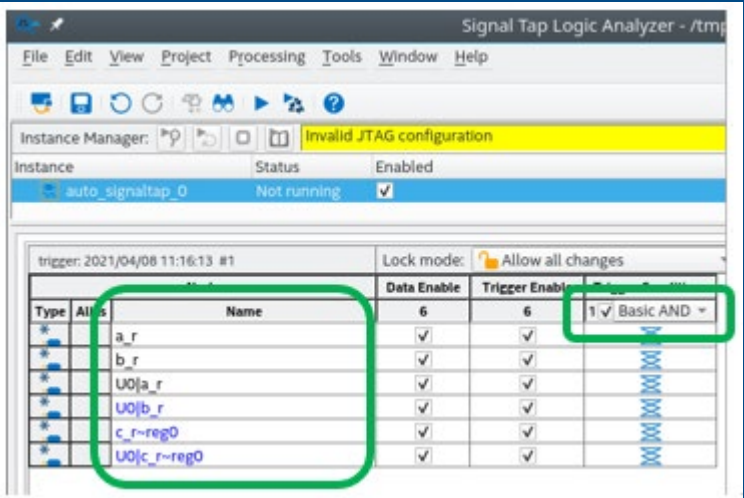 Signal Tap Logic Analyzer - /tmp
File Edit View Project Processing Tools Window Help
Instance Manager: Invalid JTAG configuration
Instance Status Enabled
auto_signaltap_0 Not running
trigger: 2021/04/08 11:16:13 #1 Lock mode: Allow all changes
Data Enable Trigger Enable
Type Name 6 6 1 Basic AND
a_r
b_r
U0|a_r
U0|b_r
c_r~reg0
U0|c_r~reg0